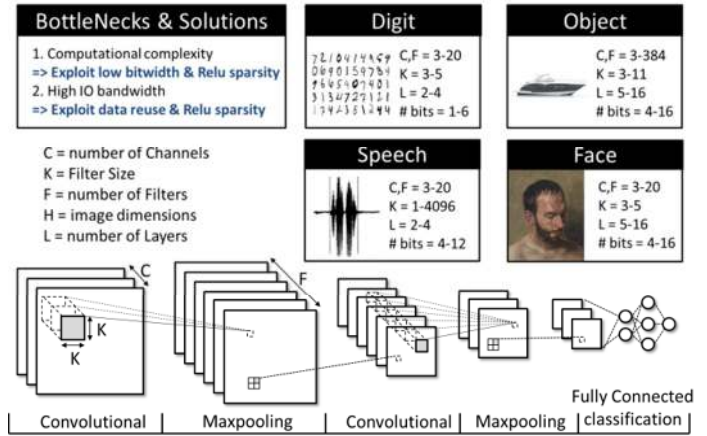 BottleNecks & Solutions
1. Computational complexity
=> Exploit low bitwidth & Relu sparsity
2. High IO bandwidth
=> Exploit data reuse & Relu sparsity
Digit
C,F = 3-20
K = 3-5
L = 2-4
# bits = 1-6
Object
C,F = 3-384
K = 3-11
L = 5-16
# bits = 4-16
C = number of Channels
K = Filter Size
F = number of Filters
H = image dimensions
L = number of Layers
Speech
C,F = 3-20
K = 1-4096
L = 2-4
# bits = 4-12
Face
C,F = 3-20
K = 3-5
L = 5-16
# bits = 4-16
C
F
K
K
Convolutional
Maxpooling
Convolutional
Maxpooling
Fully Connected
classification